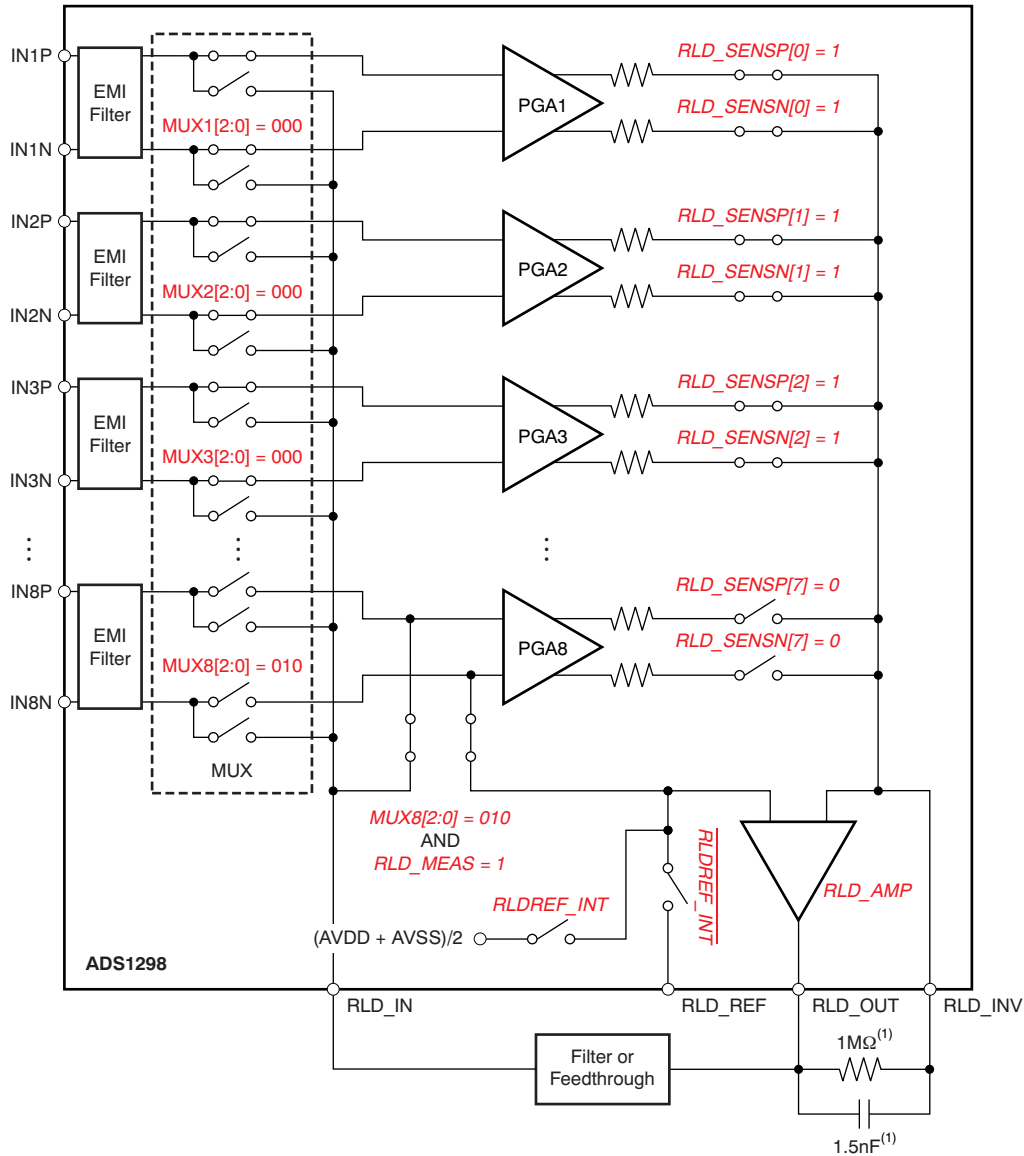 IN1P
EMI
Filter
IN1N
MUX1[2:0] = 000
PGA1
RLD_SENSP[0] = 1
RLD_SENSN[0] = 1
IN2P
EMI
Filter
IN2N
MUX2[2:0] = 000
PGA2
RLD_SENSP[1] = 1
RLD_SENSN[1] = 1
IN3P
EMI
Filter
IN3N
MUX3[2:0] = 000
PGA3
RLD_SENSP[2] = 1
RLD_SENSN[2] = 1
IN8P
EMI
Filter
IN8N
MUX8[2:0] = 010
MUX
PGA8
RLD_SENSP[7] = 0
RLD_SENSN[7] = 0
MUX8[2:0] = 010
AND
RLD_MEAS = 1
RLDREF_INT
RLDREF_INT
RLD_AMP
(AVDD + AVSS)/2
ADS1298
RLD_IN
RLD_REF
RLD_OUT
RLD_INV
Filter or
Feedthrough
1MΩ(1)
1.5nF(1)